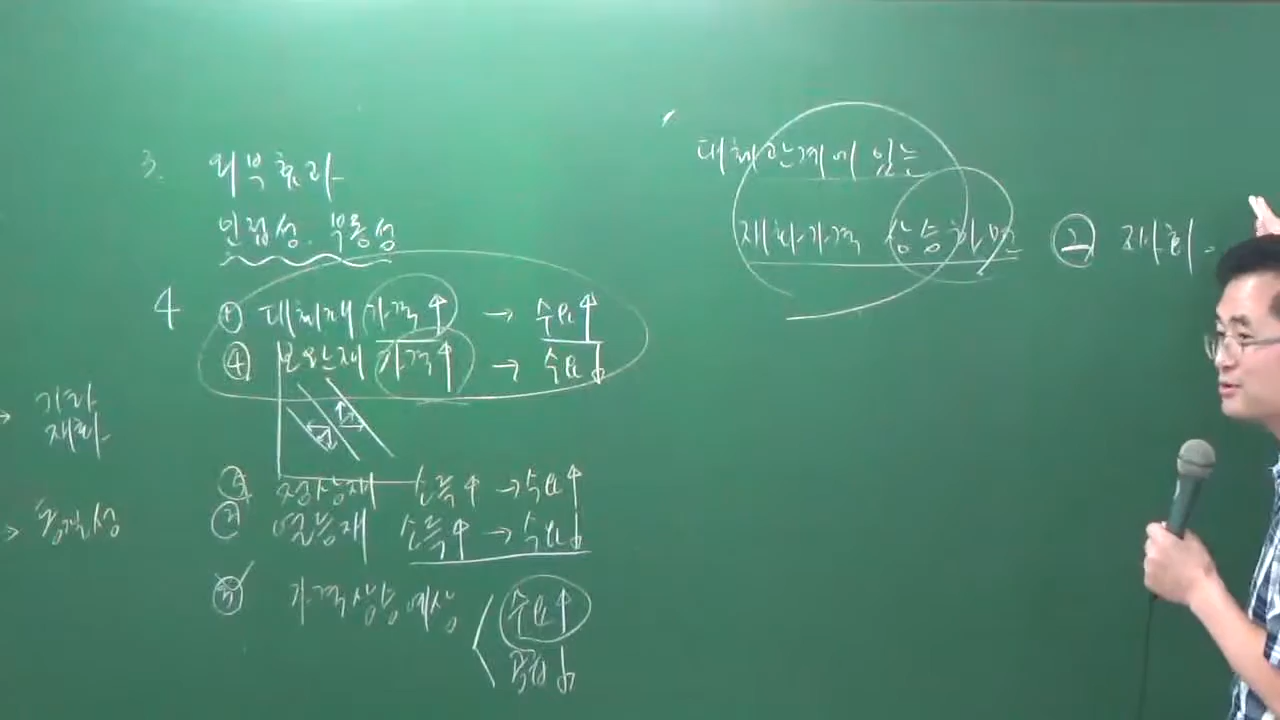 3. 외부효과
인접성. 부동성
4 ① 대체재 가격↑ → 수요↑
④ 보완재 가격↑ → 수요↓
② 정상재 소득↑ → 수요↑
③ 열등재 소득↑ → 수요↓
⑤ 가격상승 예상 < 수요↑
공급↓
→ 기타
재화
→ 동질성
대체관계에 있는
재화가격 상승하면 ②